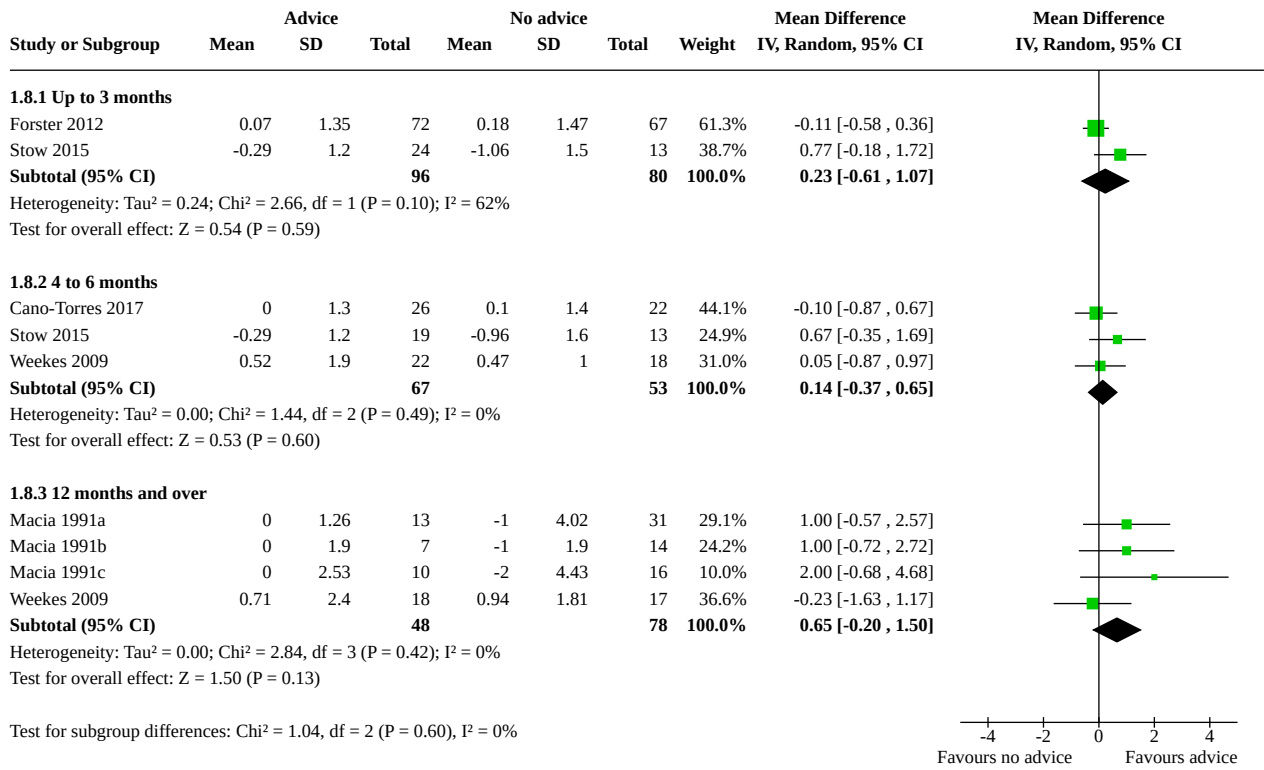 Advice No advice Mean Difference Mean Difference
Study or Subgroup Mean SD Total Mean SD Total Weight IV, Random, 95% CI IV, Random, 95% CI
1.8.1 Up to 3 months
Forster 2012 0.07 1.35 72 0.18 1.47 67 61.3% -0.11 [-0.58 , 0.36]
Stow 2015 -0.29 1.2 24 -1.06 1.5 13 38.7% 0.77 [-0.18 , 1.72]
Subtotal (95% CI) 96 80 100.0% 0.23 [-0.61 , 1.07]
Heterogeneity: Tau² = 0.24; Chi² = 2.66, df = 1 (P = 0.10); I² = 62%
Test for overall effect: Z = 0.54 (P = 0.59)
1.8.2 4 to 6 months
Cano-Torres 2017 0 1.3 26 0.1 1.4 22 44.1% -0.10 [-0.87 , 0.67]
Stow 2015 -0.29 1.2 19 -0.96 1.6 13 24.9% 0.67 [-0.35 , 1.69]
Weekes 2009 0.52 1.9 22 0.47 1 18 31.0% 0.05 [-0.87 , 0.97]
Subtotal (95% CI) 67 53 100.0% 0.14 [-0.37 , 0.65]
Heterogeneity: Tau² = 0.00; Chi² = 1.44, df = 2 (P = 0.49); I² = 0%
Test for overall effect: Z = 0.53 (P = 0.60)
1.8.3 12 months and over
Macia 1991a 0 1.26 13 -1 4.02 31 29.1% 1.00 [-0.57 , 2.57]
Macia 1991b 0 1.9 7 -1 1.9 14 24.2% 1.00 [-0.72 , 2.72]
Macia 1991c 0 2.53 10 -2 4.43 16 10.0% 2.00 [-0.68 , 4.68]
Weekes 2009 0.71 2.4 18 0.94 1.81 17 36.6% -0.23 [-1.63 , 1.17]
Subtotal (95% CI) 48 78 100.0% 0.65 [-0.20 , 1.50]
Heterogeneity: Tau² = 0.00; Chi² = 2.84, df = 3 (P = 0.42); I² = 0%
Test for overall effect: Z = 1.50 (P = 0.13)
Test for subgroup differences: Chi² = 1.04, df = 2 (P = 0.60), I² = 0%
-4 -2 0 2 4
Favours no advice Favours advice